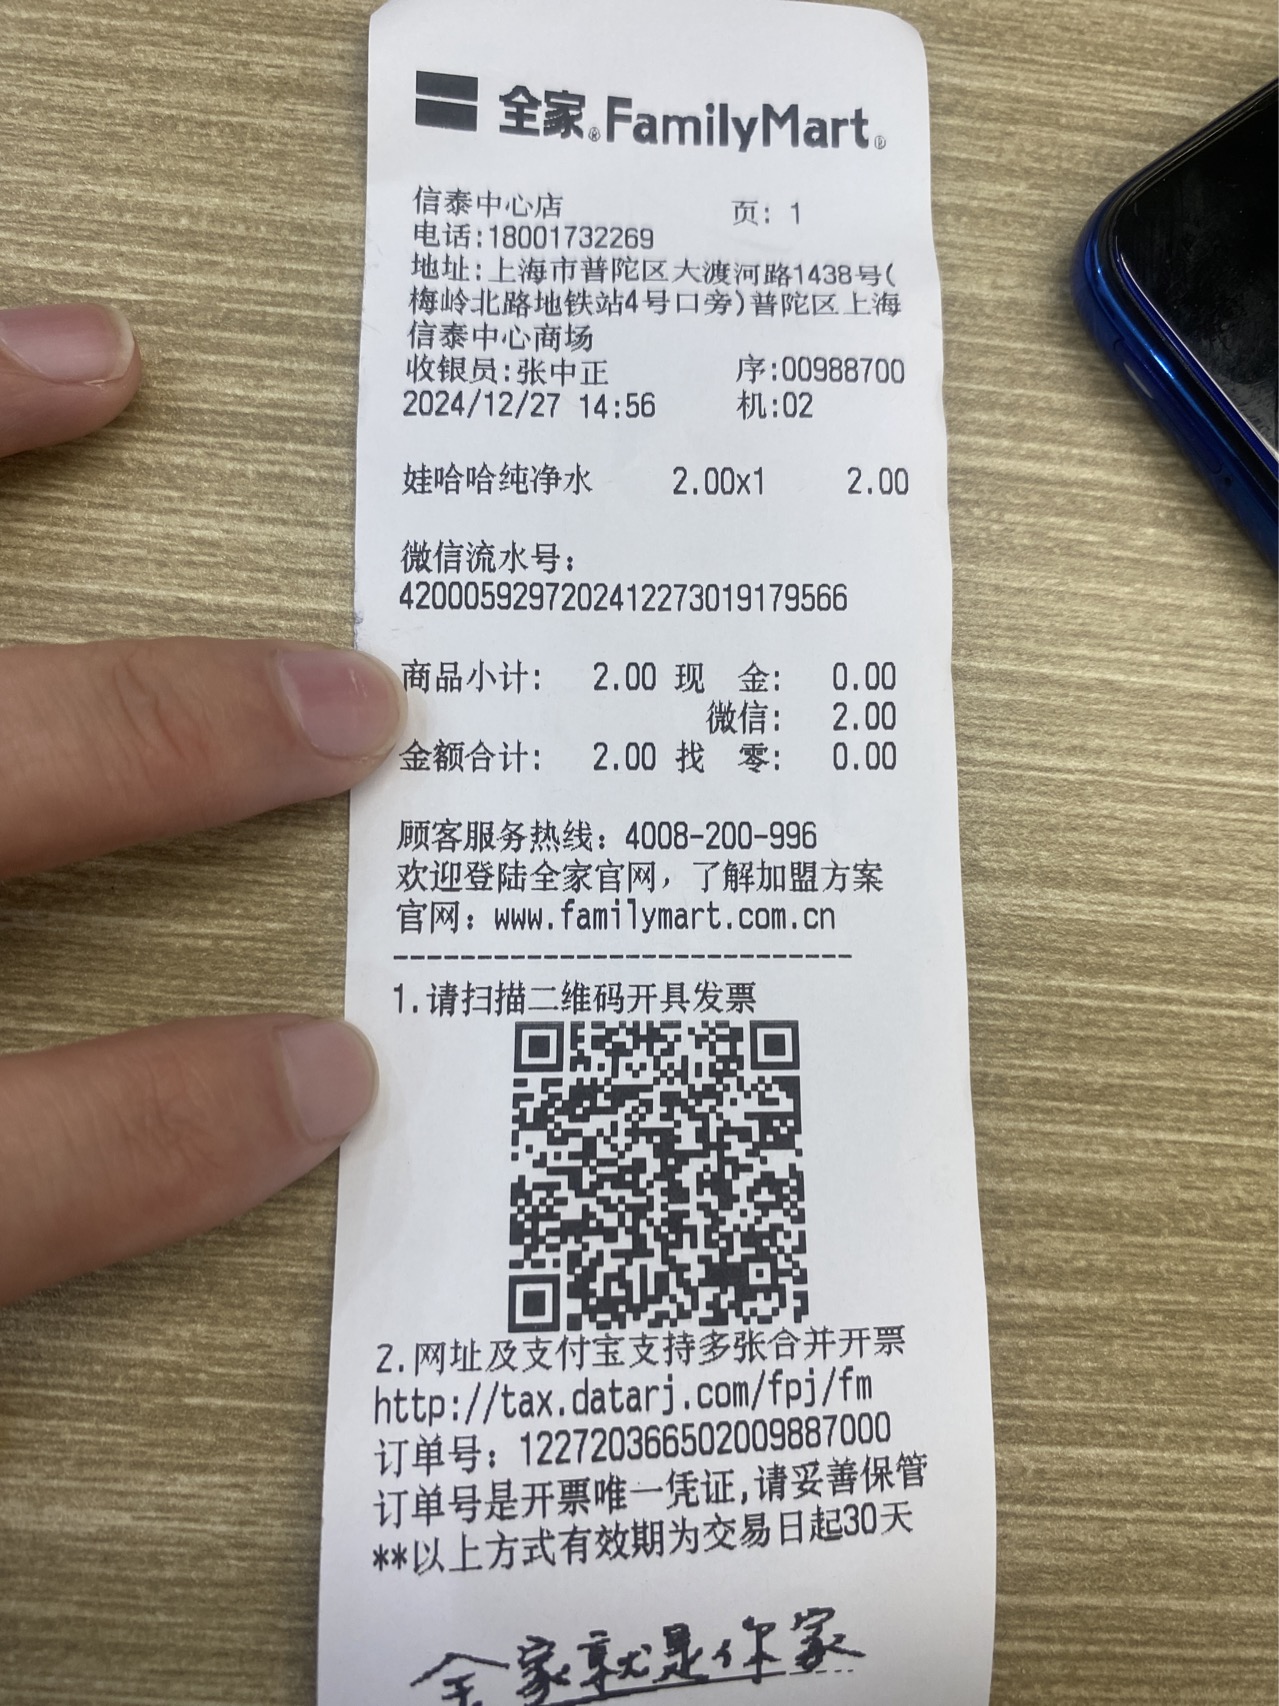 全家® FamilyMart®
信泰中心店 页: 1
电话:18001732269
地址:上海市普陀区大渡河路1438号(
梅岭北路地铁站4号口旁)普陀区上海
信泰中心商场
收银员:张中正 序:00988700
2024/12/27 14:56 机:02
娃哈哈纯净水 2.00x1 2.00
微信流水号:
4200059297202412273019179566
商品小计: 2.00 现 金: 0.00
微信: 2.00
金额合计: 2.00 找 零: 0.00
顾客服务热线: 4008-200-996
欢迎登陆全家官网，了解加盟方案
官网: www.familymart.com.cn
----------------------------
1.请扫描二维码开具发票
2.网址及支付宝支持多张合并开票
http://tax.datarj.com/fpj/fm
订单号: 122720366502009887000
订单号是开票唯一凭证,请妥善保管
**以上方式有效期为交易日起30天
全家就是你家